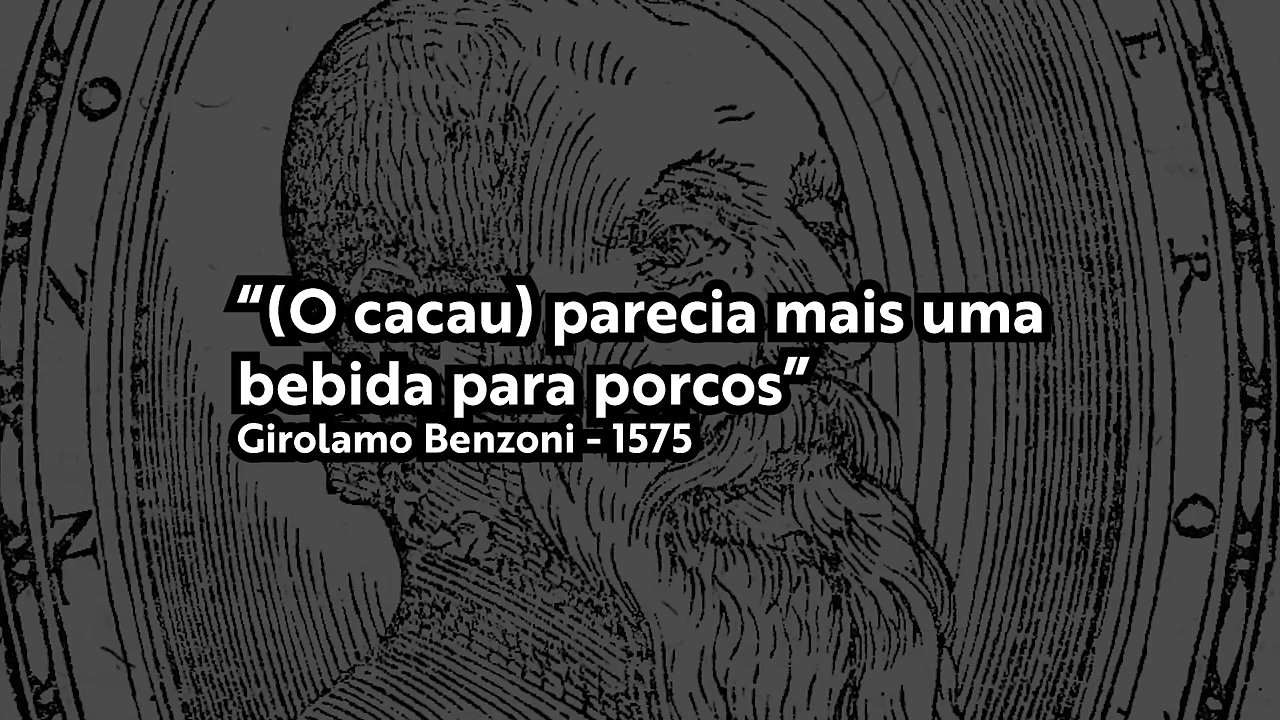 “(O cacau) parecia mais uma
bebida para porcos”
Girolamo Benzoni - 1575
O
Z
N
E
R
O